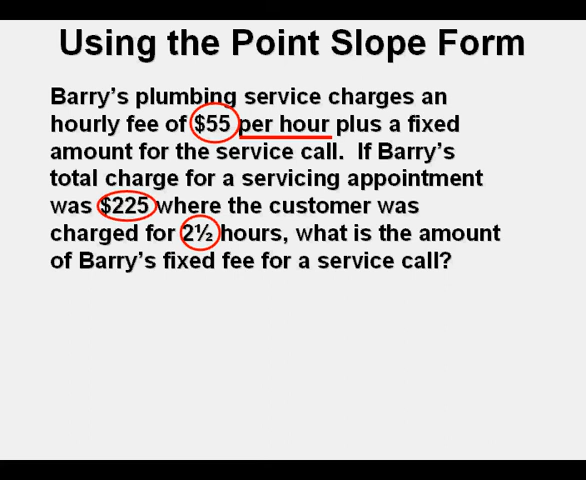 Using the Point Slope Form
Barry’s plumbing service charges an
hourly fee of $55 per hour plus a fixed
amount for the service call.  If Barry’s
total charge for a servicing appointment
was $225 where the customer was
charged for 2½ hours, what is the amount
of Barry’s fixed fee for a service call?